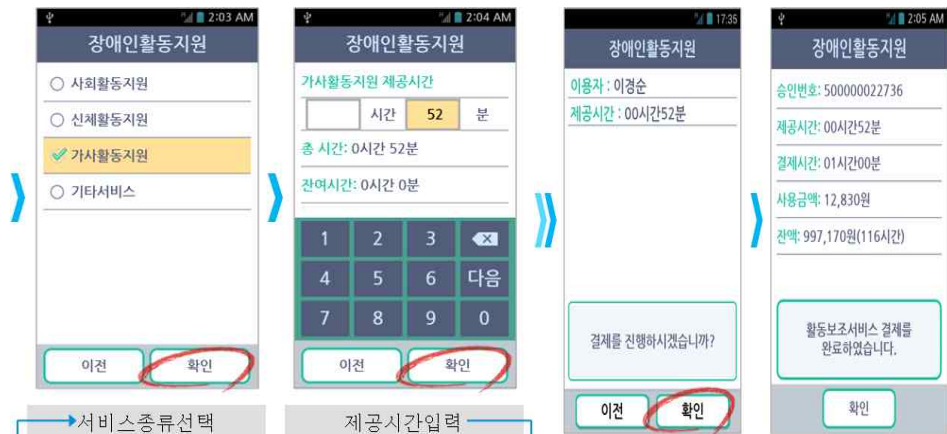 2:03 AM
장애인활동지원
사회활동지원
신체활동지원
가사활동지원
기타서비스
이전
확인
서비스종류선택
2:04 AM
장애인활동지원
가사활동지원 제공시간
시간 52 분
총 시간: 0시간 52분
잔여시간: 0시간 0분
1 2 3
4 5 6 다음
7 8 9 0
이전
확인
제공시간입력
17:35
장애인활동지원
이용자 : 이경순
제공시간 : 00시간52분
결제를 진행하시겠습니까?
이전
확인
2:05 AM
장애인활동지원
승인번호: 500000022736
제공시간: 00시간52분
결제시간: 01시간00분
사용금액: 12,830원
잔액: 997,170원(116시간)
활동보조서비스 결제를
완료하였습니다.
확인